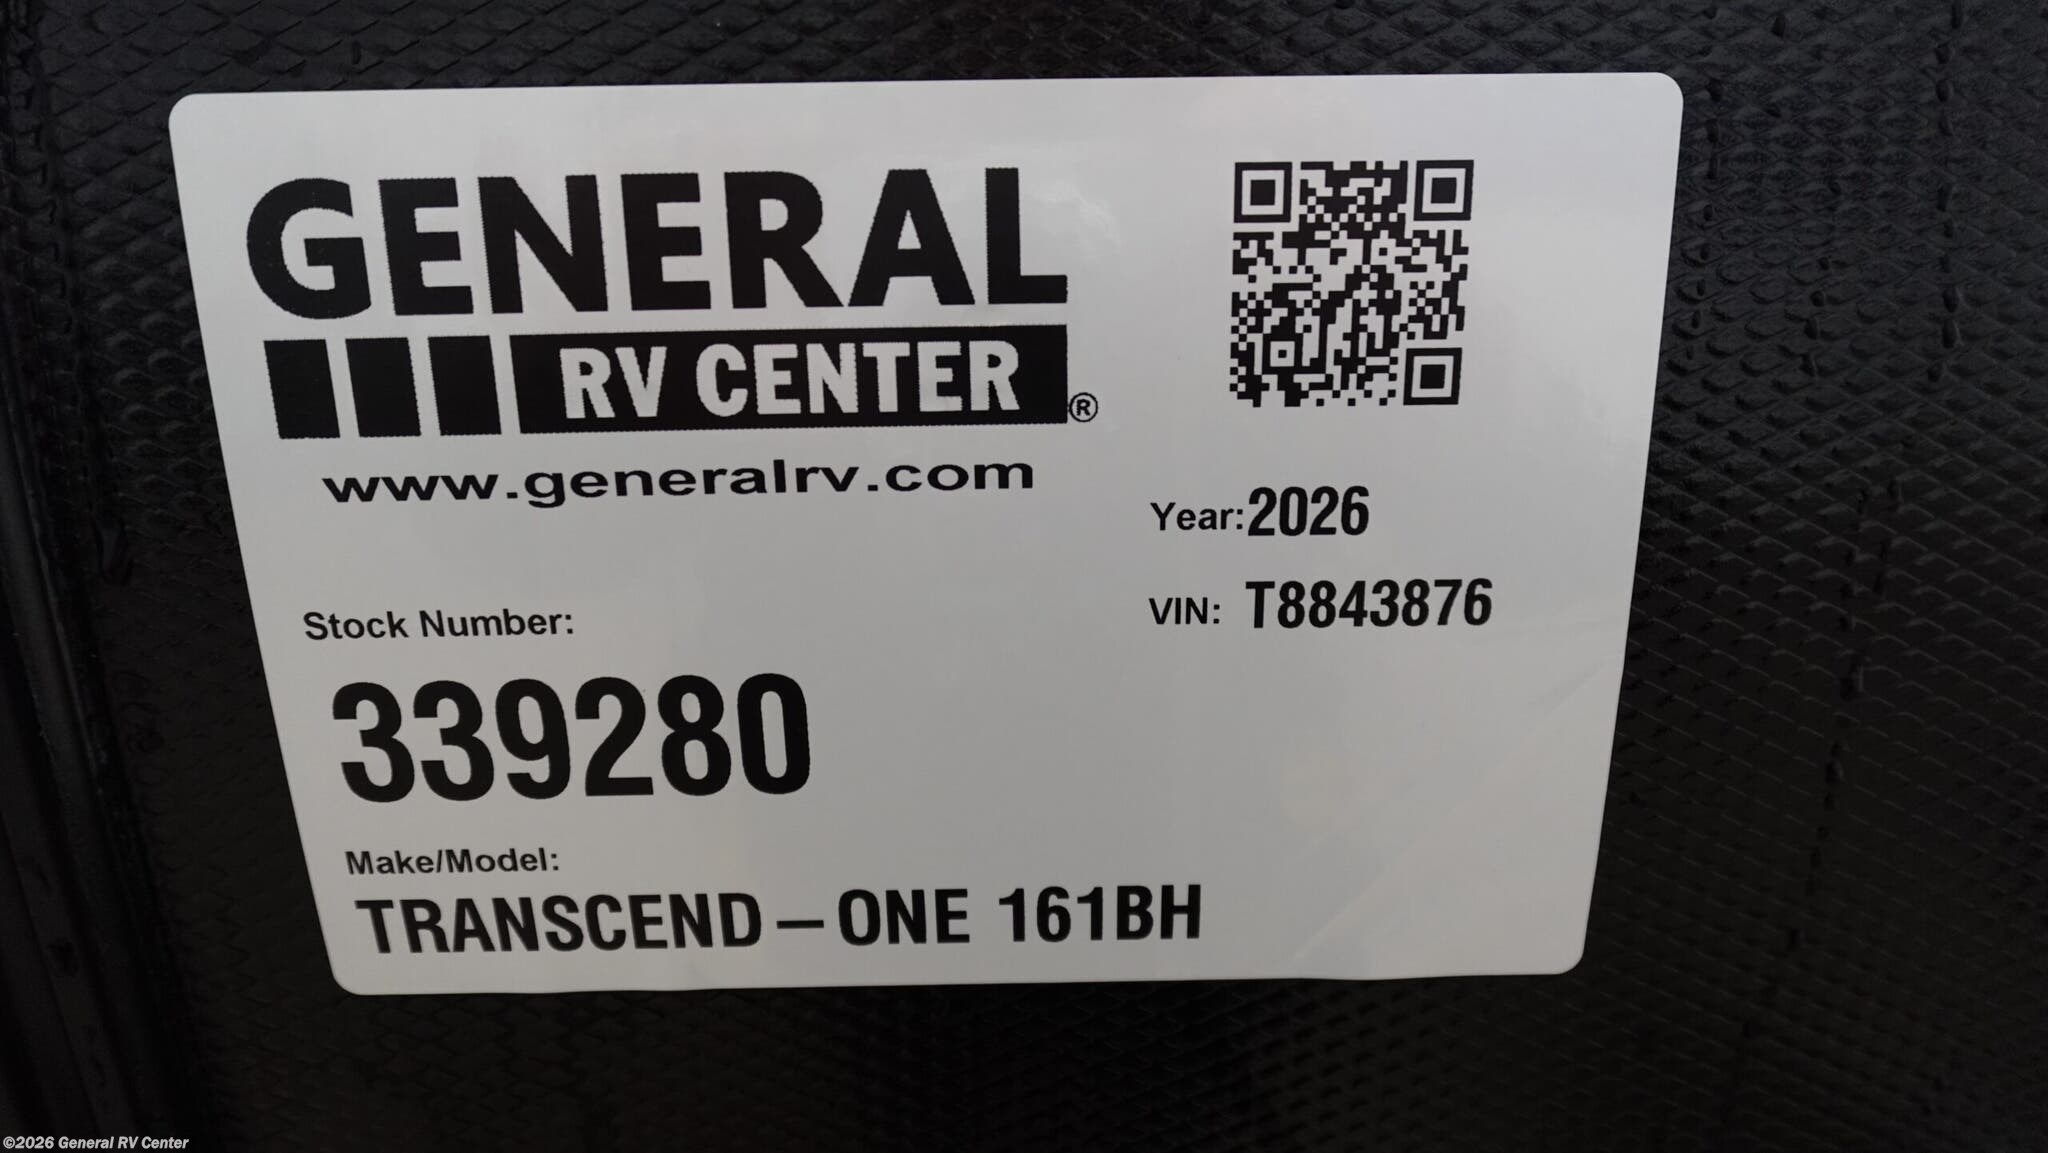 GENERAL
RV CENTER®
www.generalrv.com
Year:2026
VIN: T8843876
Stock Number:
339280
Make/Model:
TRANSCEND-ONE 161BH
©2026 General RV Center